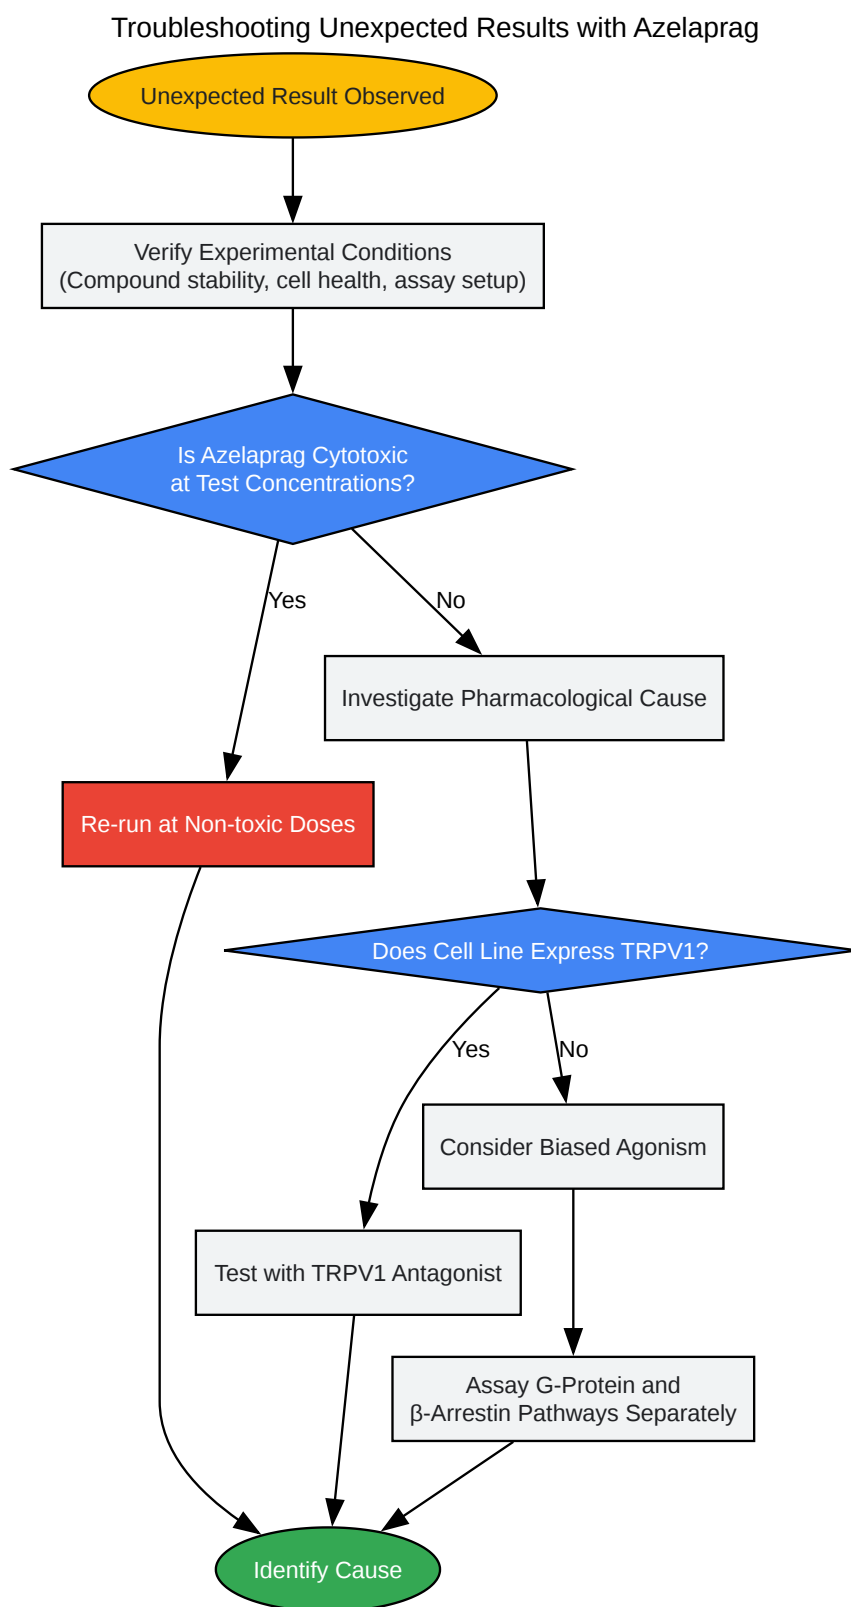 Troubleshooting Unexpected Results with Azelaprag
Unexpected Result Observed
Verify Experimental Conditions
(Compound stability, cell health, assay setup)
Is Azelaprag Cytotoxic
at Test Concentrations?
Yes
No
Investigate Pharmacological Cause
Re-run at Non-toxic Doses
Does Cell Line Express TRPV1?
Yes
No
Consider Biased Agonism
Test with TRPV1 Antagonist
Assay G-Protein and
β-Arrestin Pathways Separately
Identify Cause